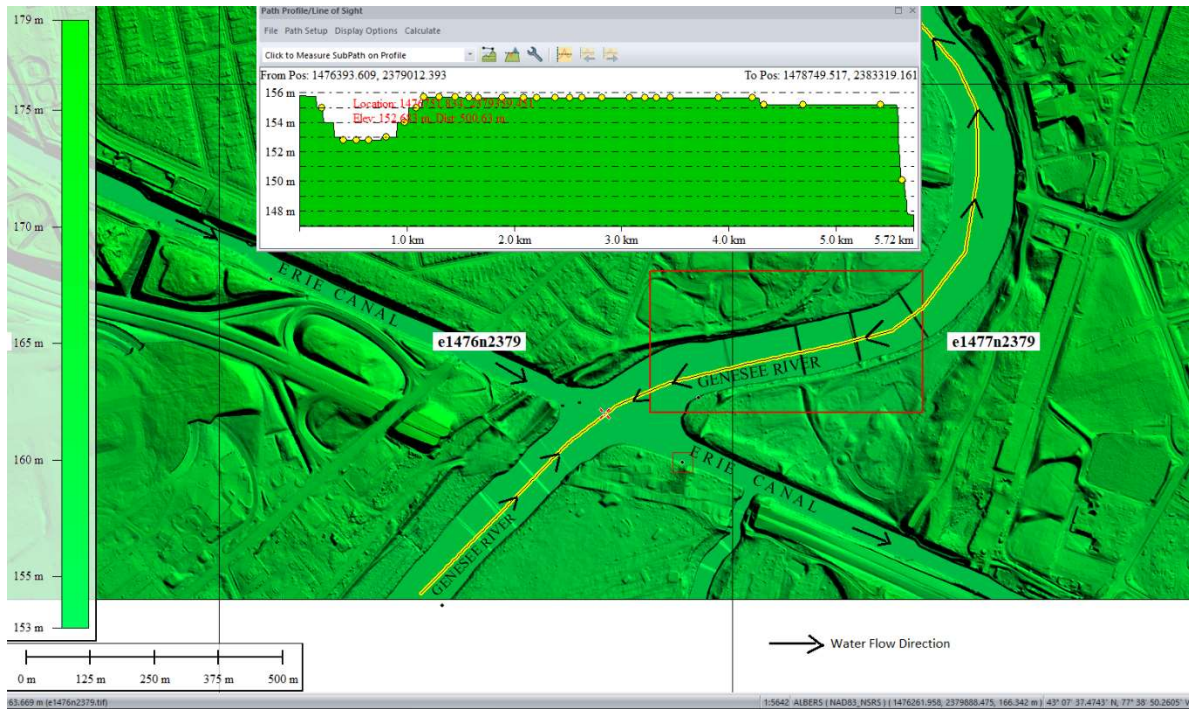 Path Profile/Line of Sight
File Path Setup Display Options Calculate
Click to Measure SubPath on Profile
From Pos: 1476393.609, 2379012.393 To Pos: 1478749.517, 2383319.161
156 m
154 m
152 m
150 m
148 m
Location:
Elev: Dist: 500.63 m
1.0 km 2.0 km 3.0 km 4.0 km 5.0 km 5.72 km
179 m
175 m
170 m
165 m
160 m
155 m
153 m
ERIE CANAL
e1476n2379
e1477n2379
GENESEE RIVER
ERIE CANAL
GENESEE RIVER
Water Flow Direction
0 m 125 m 250 m 375 m 500 m
63.669 m (e1476n2379.tif)
1:5642 ALBERS ( NAD83_NSRS ) ( 1476261.958, 2379888.475, 166.342 m ) 43° 07' 37.4743" N, 77° 38' 50.2605"